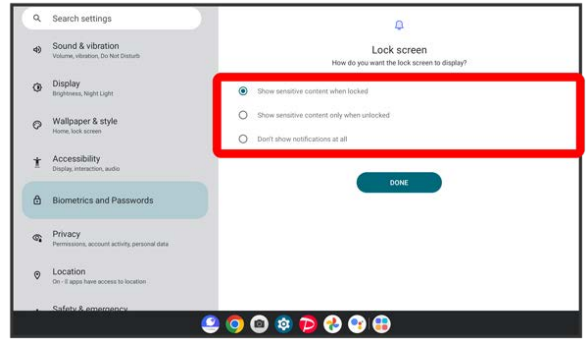 Search settings
Sound & vibration
Volume, vibration, Do Not Disturb
Display
Brightness, Night Light
Wallpaper & style
Home, lock screen
Accessibility
Display, interaction, audio
Biometrics and Passwords
Privacy
Permissions, account activity, personal data
Location
On - 0 apps have access to location
Safety & emergency
Lock screen
How do you want the lock screen to display?
Show sensitive content when locked
Show sensitive content only when unlocked
Don't show notifications at all
DONE